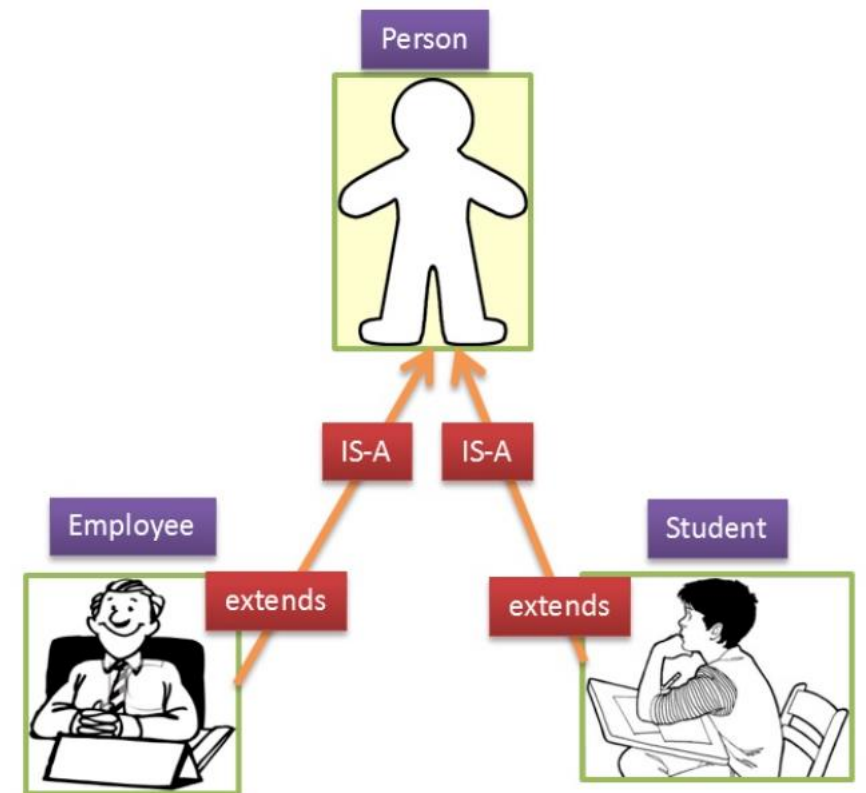 Person
IS-A
IS-A
Employee
Student
extends
extends